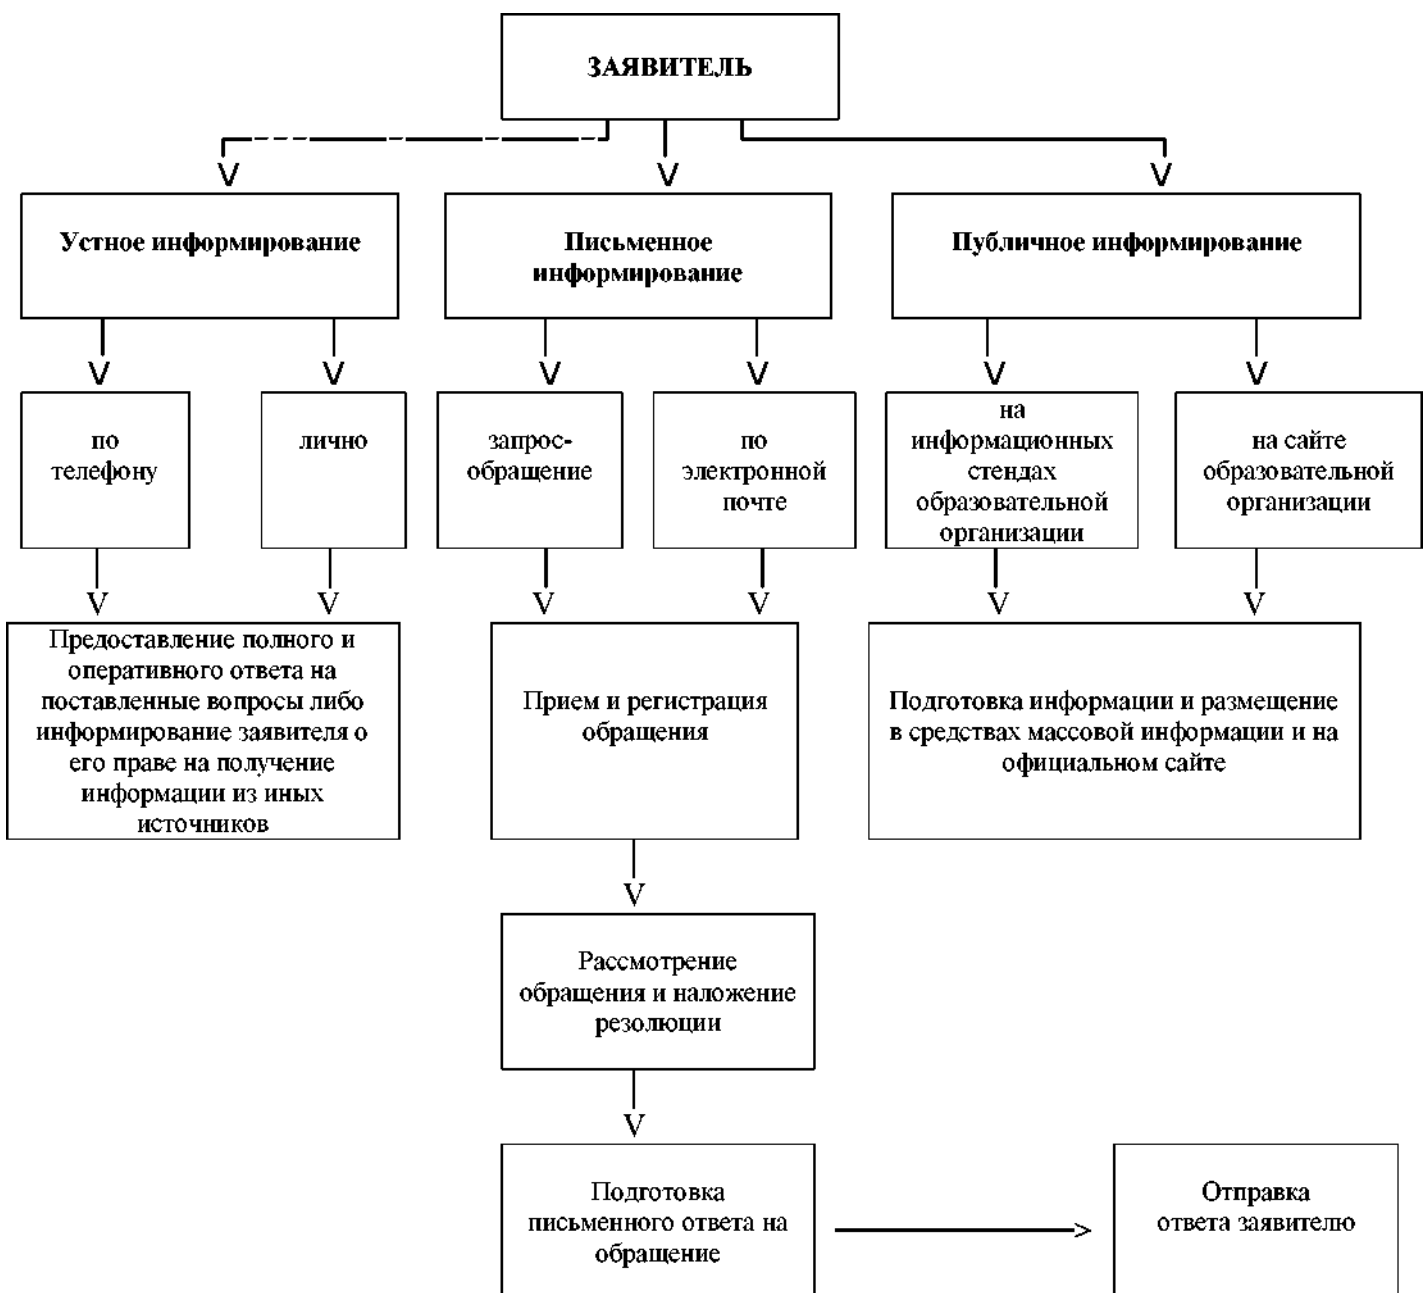 ЗАЯВИТЕЛЬ
Устное информирование
Письменное
информирование
Публичное информирование
по
телефону
лично
запрос-
обращение
по
электронной
почте
на
информационных
стендах
образовательной
организации
на сайте
образовательной
организации
Предоставление полного и
оперативного ответа на
поставленные вопросы либо
информирование заявителя о
его праве на получение
информации из иных
источников
Прием и регистрация
обращения
Подготовка информации и размещение
в средствах массовой информации и на
официальном сайте
Рассмотрение
обращения и наложение
резолюции
Подготовка
письменного ответа на
обращение
Отправка
ответа заявителю